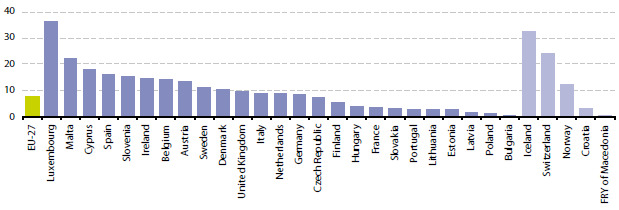 40
30
20
10
0
EU-27
Luxembourg
Malta
Cyprus
Spain
Slovenia
Ireland
Belgium
Austria
Sweden
Denmark
United Kingdom
Italy
Netherlands
Germany
Czech Republic
Finland
Hungary
France
Slovakia
Portugal
Lithuania
Estonia
Latvia
Poland
Bulgaria
Iceland
Switzerland
Norway
Croatia
FRY of Macedonia